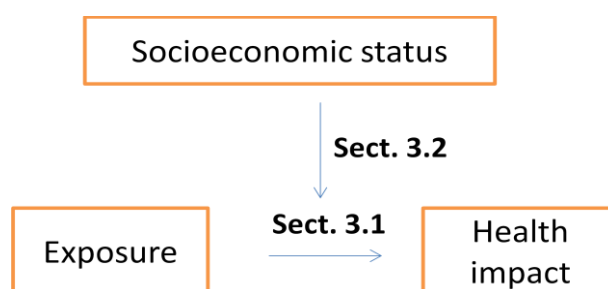 Socioeconomic status
Sect. 3.2
Sect. 3.1
Exposure
Health
impact